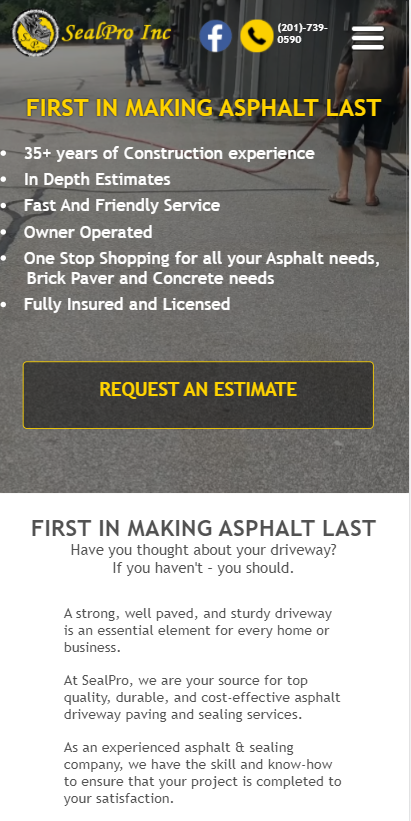 SealPro Inc
(201)-739-
0590
FIRST IN MAKING ASPHALT LAST
• 35+ years of Construction experience
• In Depth Estimates
• Fast And Friendly Service
• Owner Operated
• One Stop Shopping for all your Asphalt needs,
Brick Paver and Concrete needs
• Fully Insured and Licensed
REQUEST AN ESTIMATE
FIRST IN MAKING ASPHALT LAST
Have you thought about your driveway?
If you haven't – you should.
A strong, well paved, and sturdy driveway
is an essential element for every home or
business.
At SealPro, we are your source for top
quality, durable, and cost-effective asphalt
driveway paving and sealing services.
As an experienced asphalt & sealing
company, we have the skill and know-how
to ensure that your project is completed to
your satisfaction.